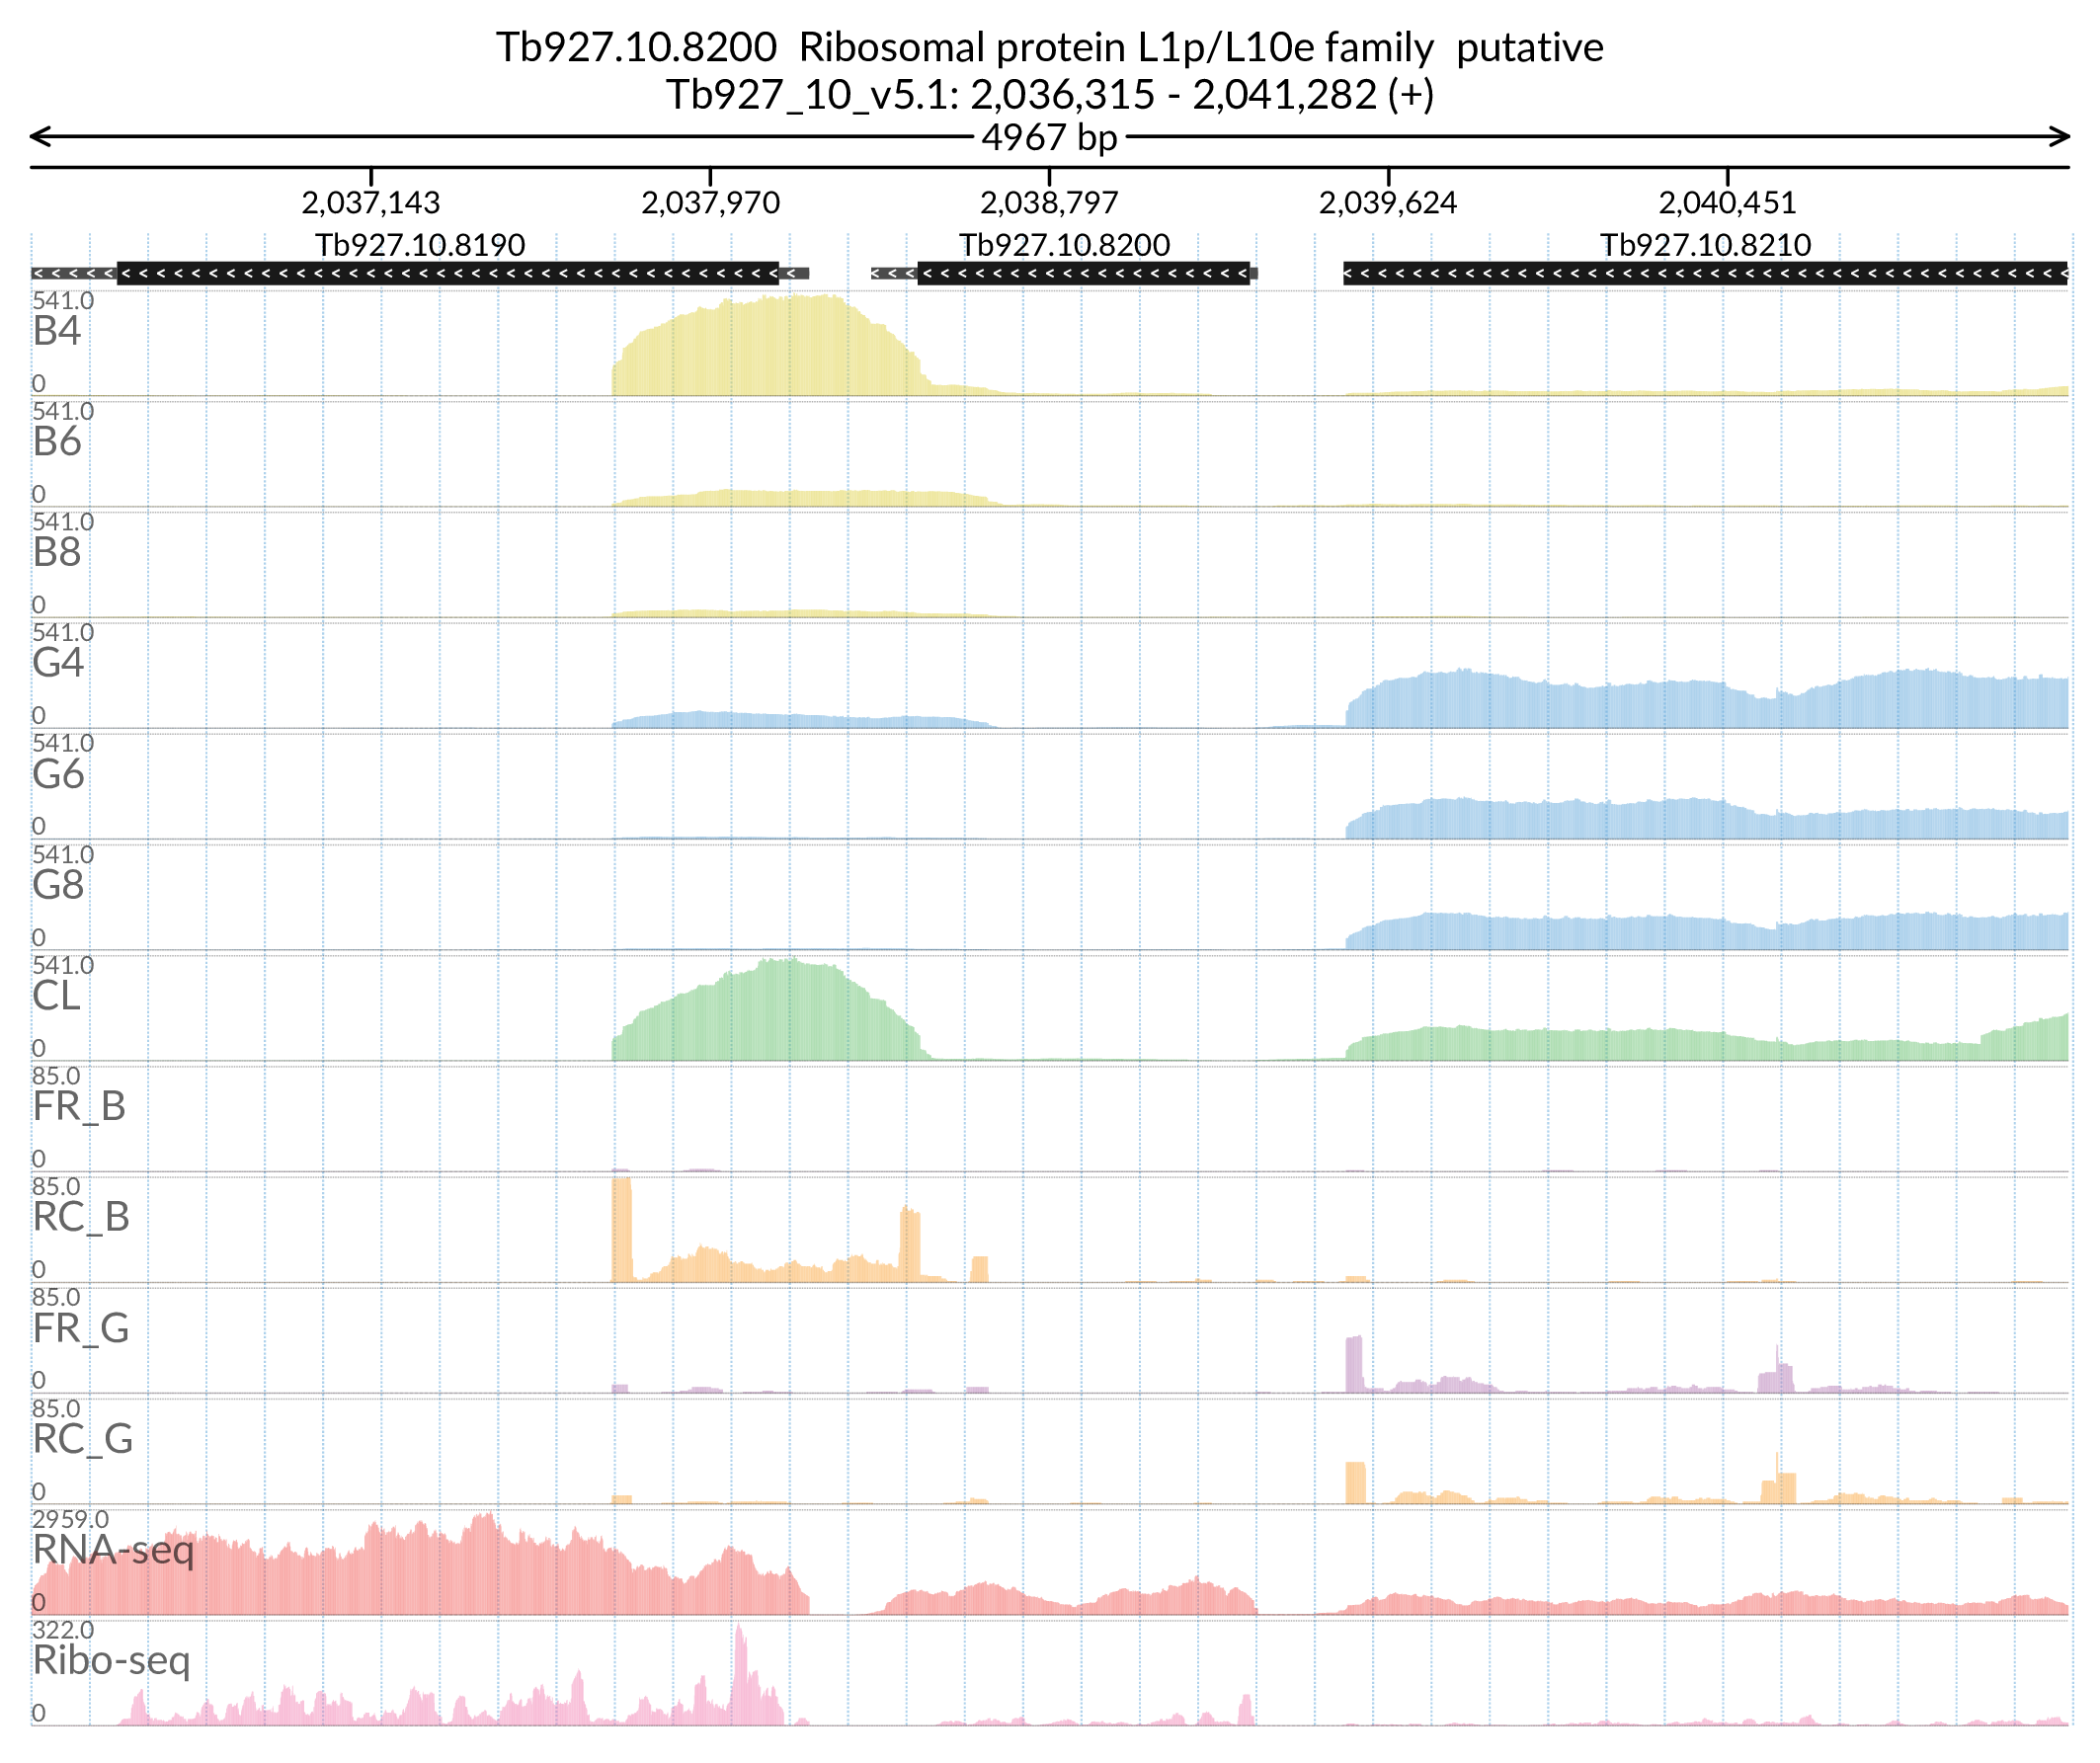 Tb927.10.8200  Ribosomal protein L1p/L10e family  putative
Tb927_10_v5.1: 2,036,315 - 2,041,282 (+)
4967 bp
2,037,143 2,037,970 2,038,797 2,039,624 2,040,451
Tb927.10.8190 Tb927.10.8200 Tb927.10.8210
541.0
B4
0
541.0
B6
0
541.0
B8
0
541.0
G4
0
541.0
G6
0
541.0
G8
0
541.0
CL
0
85.0
FR_B
0
85.0
RC_B
0
85.0
FR_G
0
85.0
RC_G
0
2959.0
RNA-seq
0
322.0
Ribo-seq
0